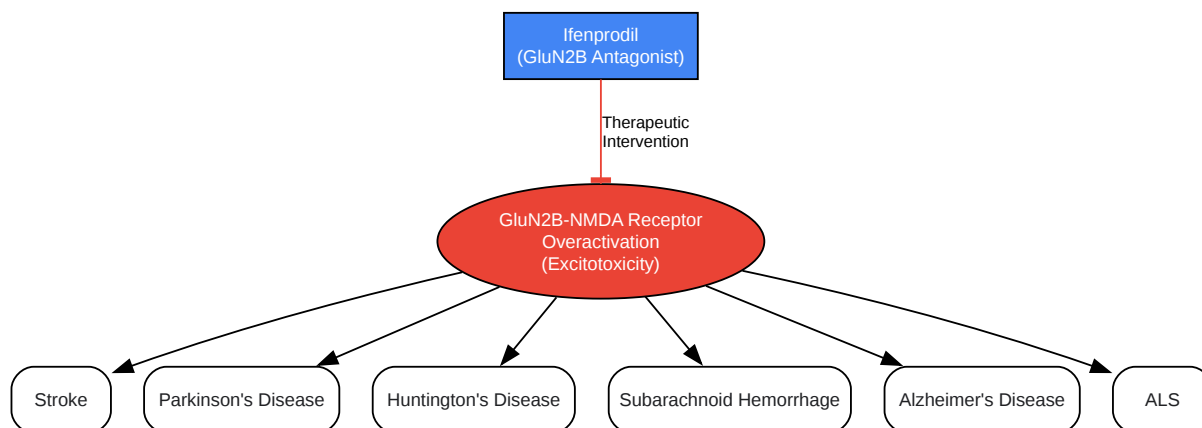 Ifenprodil
(GluN2B Antagonist)
Therapeutic
Intervention
GluN2B-NMDA Receptor
Overactivation
(Excitotoxicity)
Stroke
Parkinson's Disease
Huntington's Disease
Subarachnoid Hemorrhage
Alzheimer's Disease
ALS